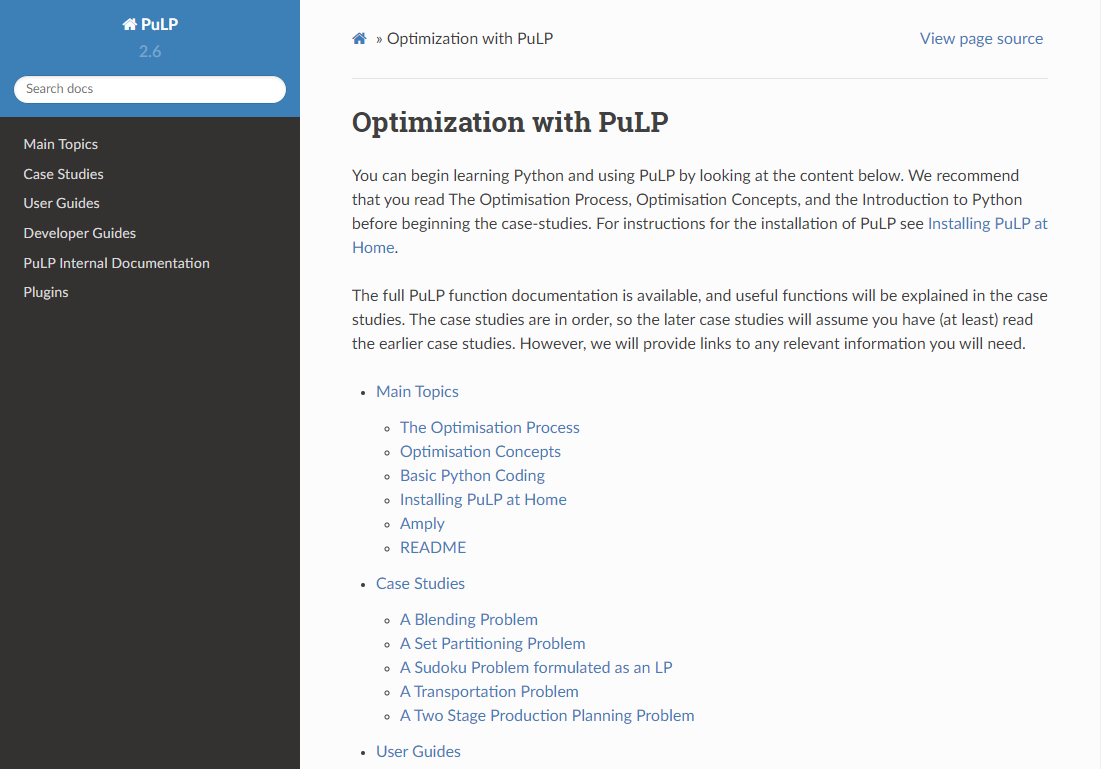 PuLP
2.6
Search docs
Main Topics
Case Studies
User Guides
Developer Guides
PuLP Internal Documentation
Plugins
» Optimization with PuLP
View page source
Optimization with PuLP
You can begin learning Python and using PuLP by looking at the content below. We recommend
that you read The Optimisation Process, Optimisation Concepts, and the Introduction to Python
before beginning the case-studies. For instructions for the installation of PuLP see Installing PuLP at
Home.
The full PuLP function documentation is available, and useful functions will be explained in the case
studies. The case studies are in order, so the later case studies will assume you have (at least) read
the earlier case studies. However, we will provide links to any relevant information you will need.
Main Topics
The Optimisation Process
Optimisation Concepts
Basic Python Coding
Installing PuLP at Home
Amply
README
Case Studies
A Blending Problem
A Set Partitioning Problem
A Sudoku Problem formulated as an LP
A Transportation Problem
A Two Stage Production Planning Problem
User Guides